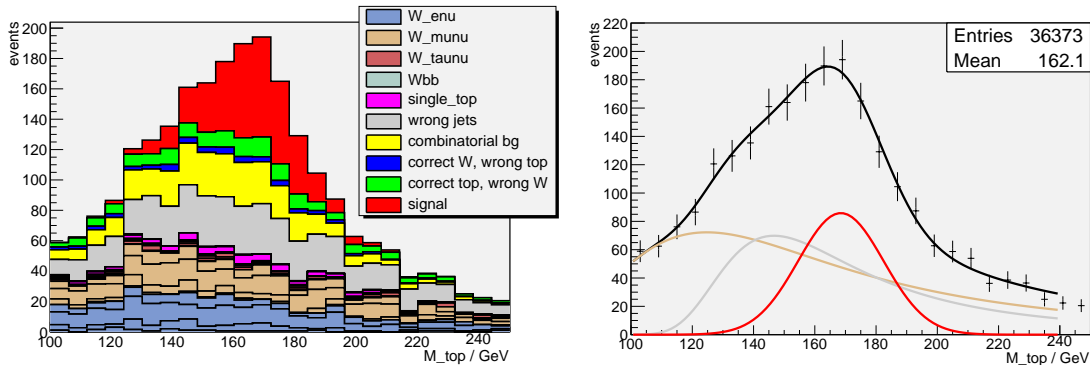 events
200
180
160
140
120
100
80
60
40
20
0
100 120 140 160 180 200 220 240
M_top / GeV
W_enu
W_munu
W_taunu
Wbb
single_top
wrong jets
combinatorial bg
correct W, wrong top
correct top, wrong W
signal
events
220
200
180
160
140
120
100
80
60
40
20
0
100 120 140 160 180 200 220 240
M_top / GeV
Entries 36373
Mean 162.1